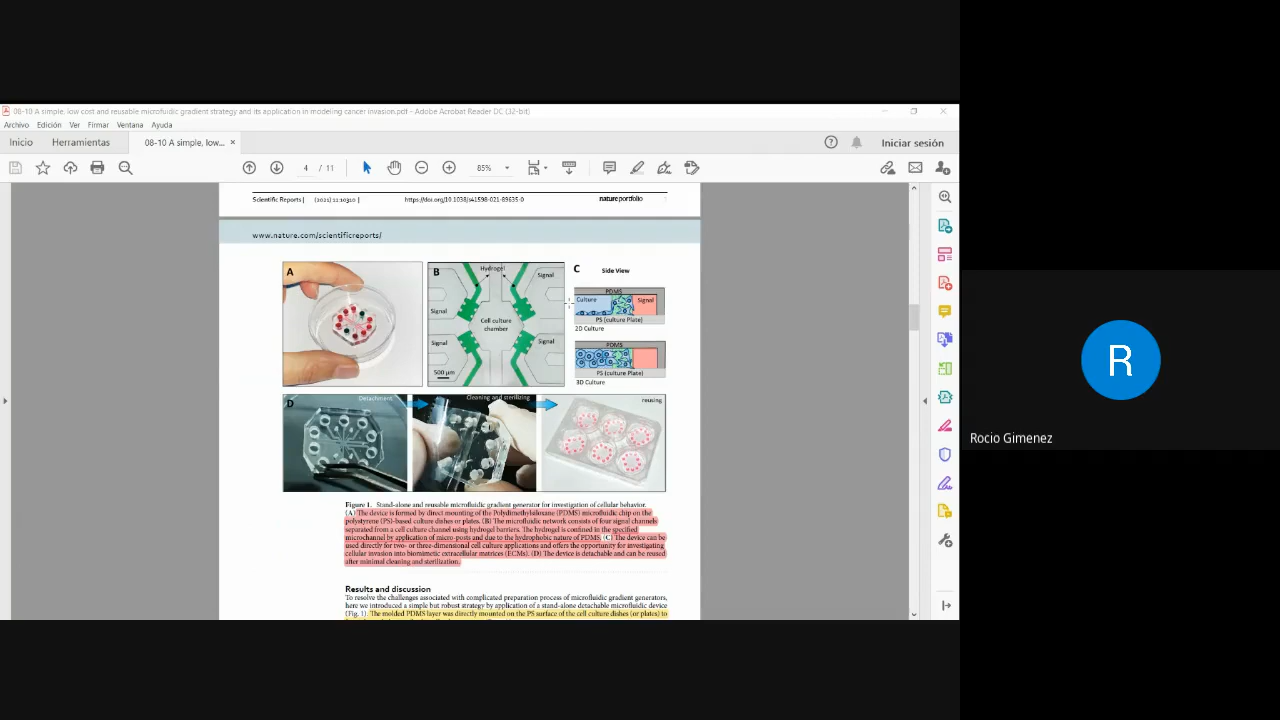 08-10 A simple, low cost and reusable microfluidic gradient strategy and its application in modeling cancer invasion.pdf - Adobe Acrobat Reader DC (32-bit)
Archivo Edición Ver Firmar Ventana Ayuda
Inicio Herramientas 08-10 A simple, low... × Iniciar sesión
4 / 11 85%
Scientific Reports | (2021) 11:10310 | https://doi.org/10.1038/s41598-021-89635-0 natureportfolio
www.nature.com/scientificreports/
A
B
Hydrogel
Signal
Signal
Cell culture
chamber
Signal
Signal
500 µm
C Side View
PDMS
Culture Signal
PS (culture Plate)
2D Culture
PDMS
PS (culture Plate)
3D Culture
D Detachment Cleaning and sterilizing reusing
Figure 1. Stand-alone and reusable microfluidic gradient generator for investigation of cellular behavior.
(A) The device is formed by direct mounting of the Polydimethylsiloxane (PDMS) microfluidic chip on the
polystyrene (PS)-based culture dishes or plates. (B) The microfluidic network consists of four signal channels
separated from a cell culture channel using hydrogel barriers. The hydrogel is confined in the specified
microchannel by application of micro-posts and due to the hydrophobic nature of PDMS. (C) The device can be
used directly for two- or three-dimensional cell culture applications and offers the opportunity for investigating
cellular invasion into biomimetic extracellular matrices (ECMs). (D) The device is detachable and can be reused
after minimal cleaning and sterilization.
Results and discussion
To resolve the challenges associated with complicated preparation process of microfluidic gradient generators,
here we introduced a simple but robust strategy by application of a stand-alone detachable microfluidic device
(Fig. 1). The molded PDMS layer was directly mounted on the PS surface of the cell culture dishes (or plates) to
R
Rocio Gimenez